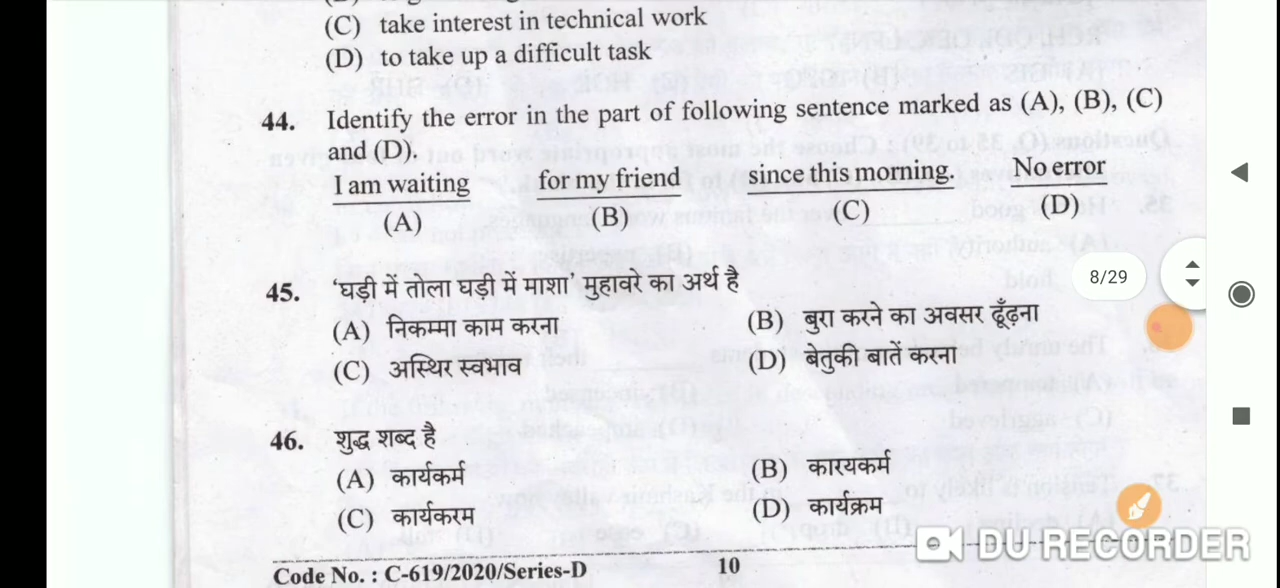 (C) take interest in technical work
(D) to take up a difficult task
44. Identify the error in the part of following sentence marked as (A), (B), (C)
and (D).
I am waiting for my friend since this morning. No error
(A) (B) (C) (D)
8/29
45. ‘घड़ी में तोला घड़ी में माशा’ मुहावरे का अर्थ है
(A) निकम्मा काम करना (B) बुरा करने का अवसर ढूँढ़ना
(C) अस्थिर स्वभाव (D) बेतुकी बातें करना
46. शुद्ध शब्द है
(A) कार्यकर्म (B) कारयकर्म
(C) कार्यकरम (D) कार्यक्रम
DU RECORDER
Code No. : C-619/2020/Series-D 10